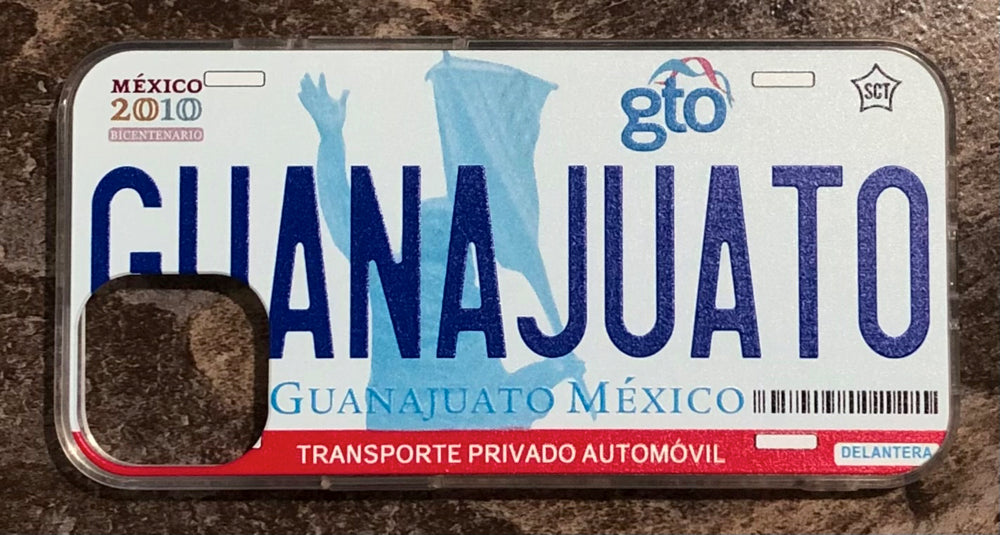 MÉXICO
2010
BICENTENARIO
gto
SCT
GUANAJUATO
GUANAJUATO MÉXICO
TRANSPORTE PRIVADO AUTOMÓVIL
DELANTERA